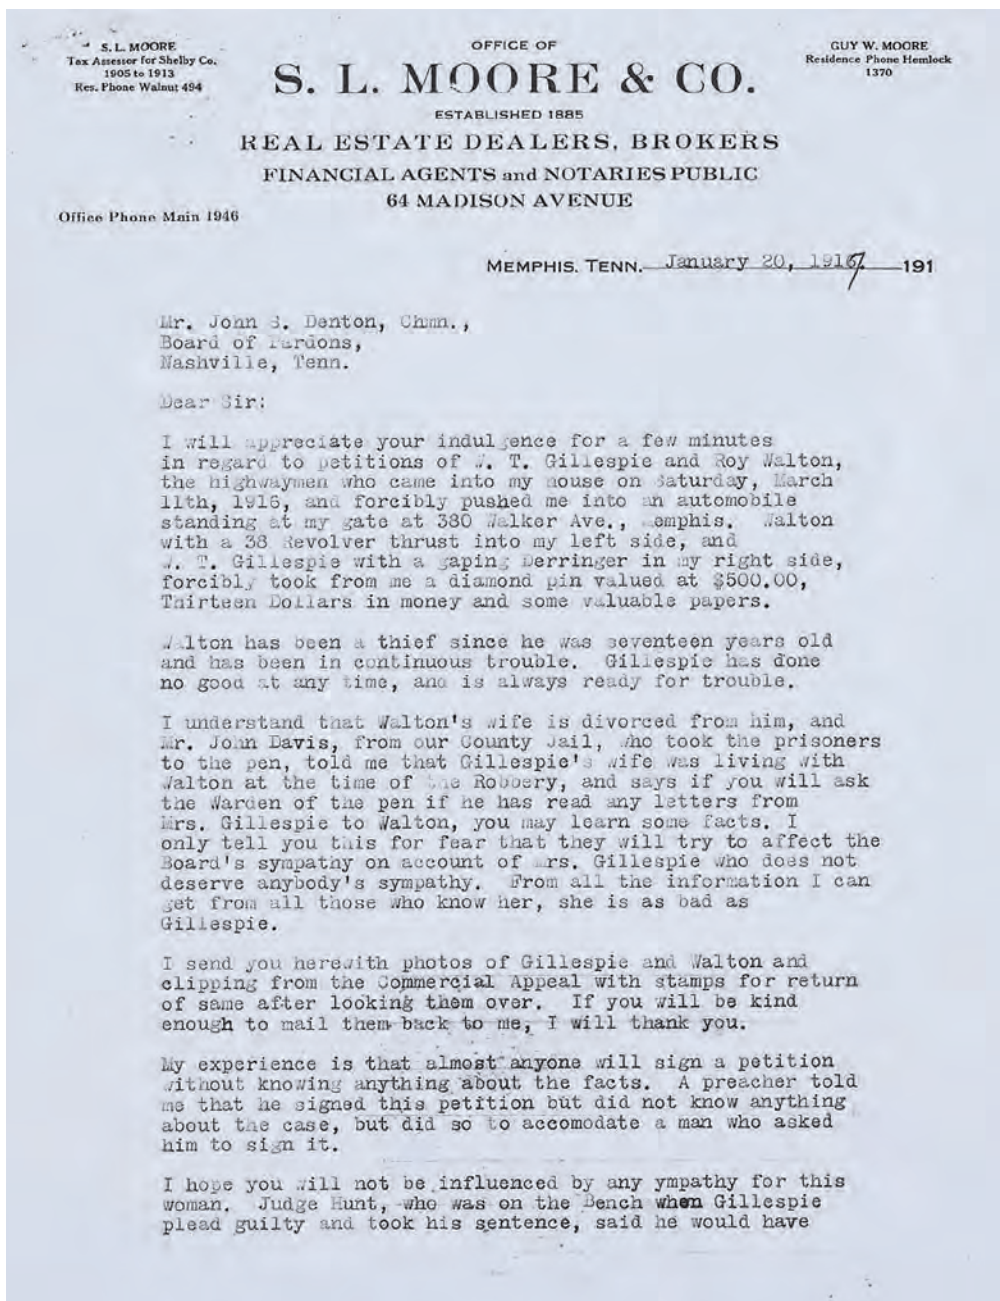 S. L. MOORE
Tax Assessor for Shelby Co.
1905 to 1913
Res. Phone Walnut 494
OFFICE OF
S. L. MOORE & CO.
ESTABLISHED 1885
REAL ESTATE DEALERS, BROKERS
FINANCIAL AGENTS and NOTARIES PUBLIC
64 MADISON AVENUE
GUY W. MOORE
Residence Phone Hemlock
1370
Office Phone Main 1946
MEMPHIS, TENN. January 20, 1917 191
Mr. John S. Denton, Chmn.,
Board of Pardons,
Nashville, Tenn.
Dear Sir:
I will appreciate your indulgence for a few minutes
in regard to petitions of W. T. Gillespie and Roy Walton,
the highwaymen who came into my house on Saturday, March
11th, 1916, and forcibly pushed me into an automobile
standing at my gate at 380 Walker Ave., Memphis. Walton
with a 38 Revolver thrust into my left side, and
W. T. Gillespie with a gaping Derringer in my right side,
forcibly took from me a diamond pin valued at $500.00,
Thirteen Dollars in money and some valuable papers.
Walton has been a thief since he was seventeen years old
and has been in continuous trouble. Gillespie has done
no good at any time, and is always ready for trouble.
I understand that Walton's wife is divorced from him, and
Mr. John Davis, from our County Jail, who took the prisoners
to the pen, told me that Gillespie's wife was living with
Walton at the time of the Robbery, and says if you will ask
the Warden of the pen if he has read any letters from
Mrs. Gillespie to Walton, you may learn some facts. I
only tell you this for fear that they will try to affect the
Board's sympathy on account of Mrs. Gillespie who does not
deserve anybody's sympathy. From all the information I can
get from all those who know her, she is as bad as
Gillespie.
I send you herewith photos of Gillespie and Walton and
clipping from the Commercial Appeal with stamps for return
of same after looking them over. If you will be kind
enough to mail them back to me, I will thank you.
My experience is that almost anyone will sign a petition
without knowing anything about the facts. A preacher told
me that he signed this petition but did not know anything
about the case, but did so to accomodate a man who asked
him to sign it.
I hope you will not be influenced by any ympathy for this
woman. Judge Hunt, who was on the Bench when Gillespie
plead guilty and took his sentence, said he would have